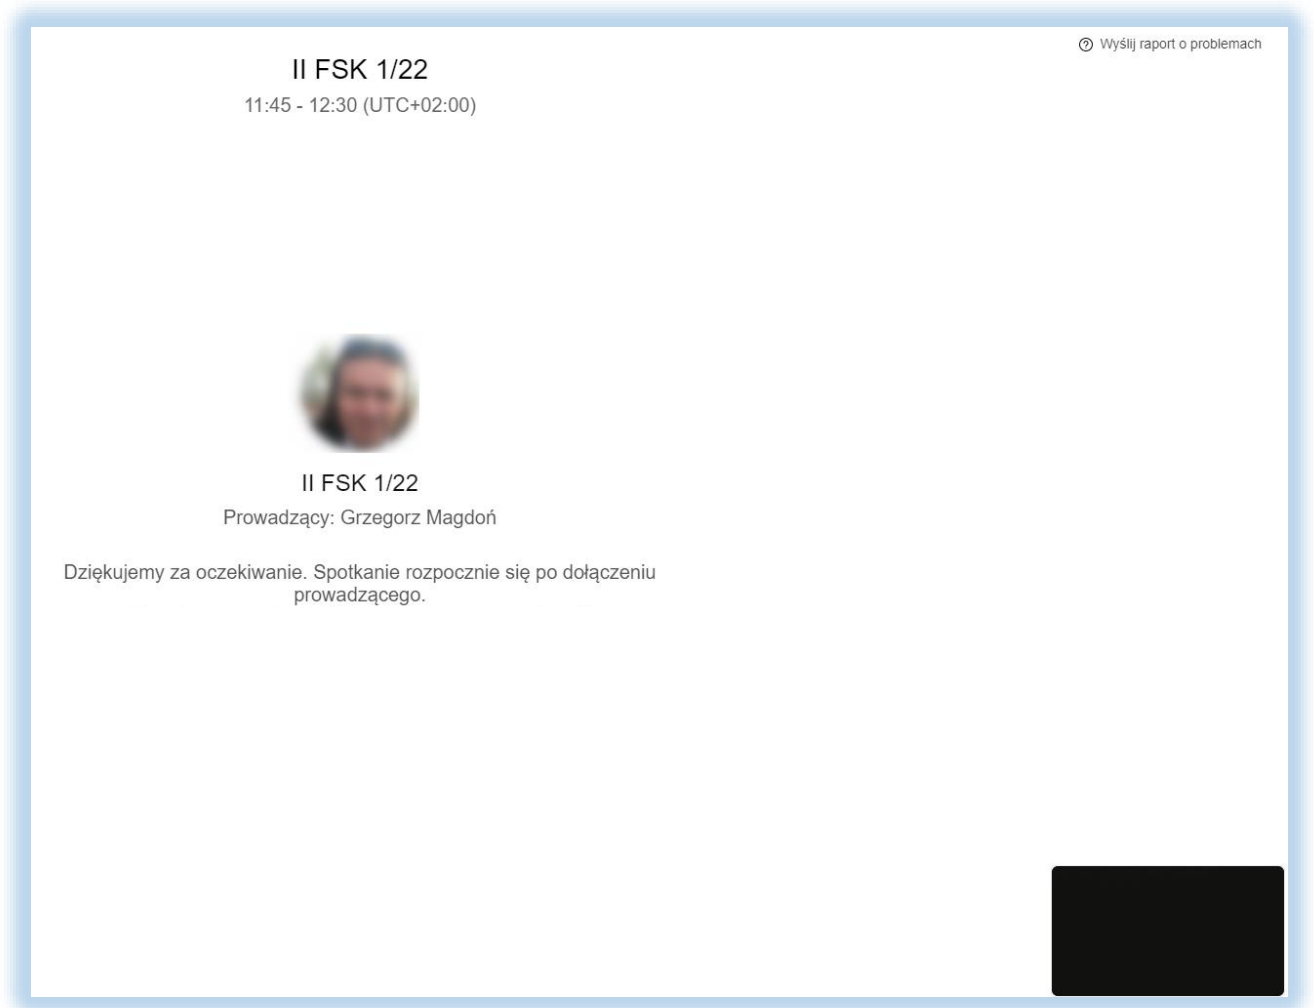 Wyślij raport o problemach
II FSK 1/22
11:45 - 12:30 (UTC+02:00)
II FSK 1/22
Prowadzący: Grzegorz Magdoń
Dziękujemy za oczekiwanie. Spotkanie rozpocznie się po dołączeniu
prowadzącego.